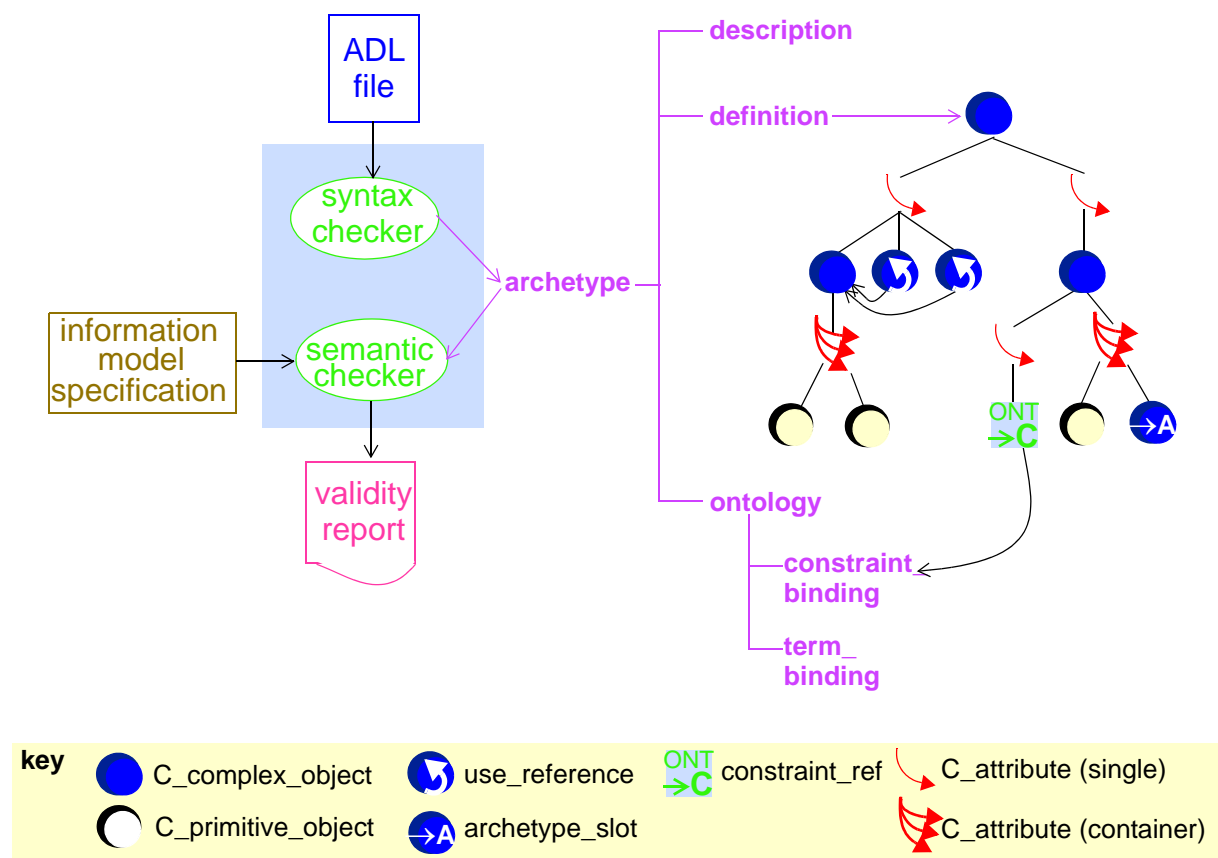 ADL
file
syntax
checker
information
model
specification
semantic
checker
validity
report
archetype
description
definition
ONT
→C
→A
ontology
constraint_
binding
term_
binding
key
C_complex_object
use_reference
ONT
→C
constraint_ref
C_attribute (single)
C_primitive_object
→A
archetype_slot
C_attribute (container)